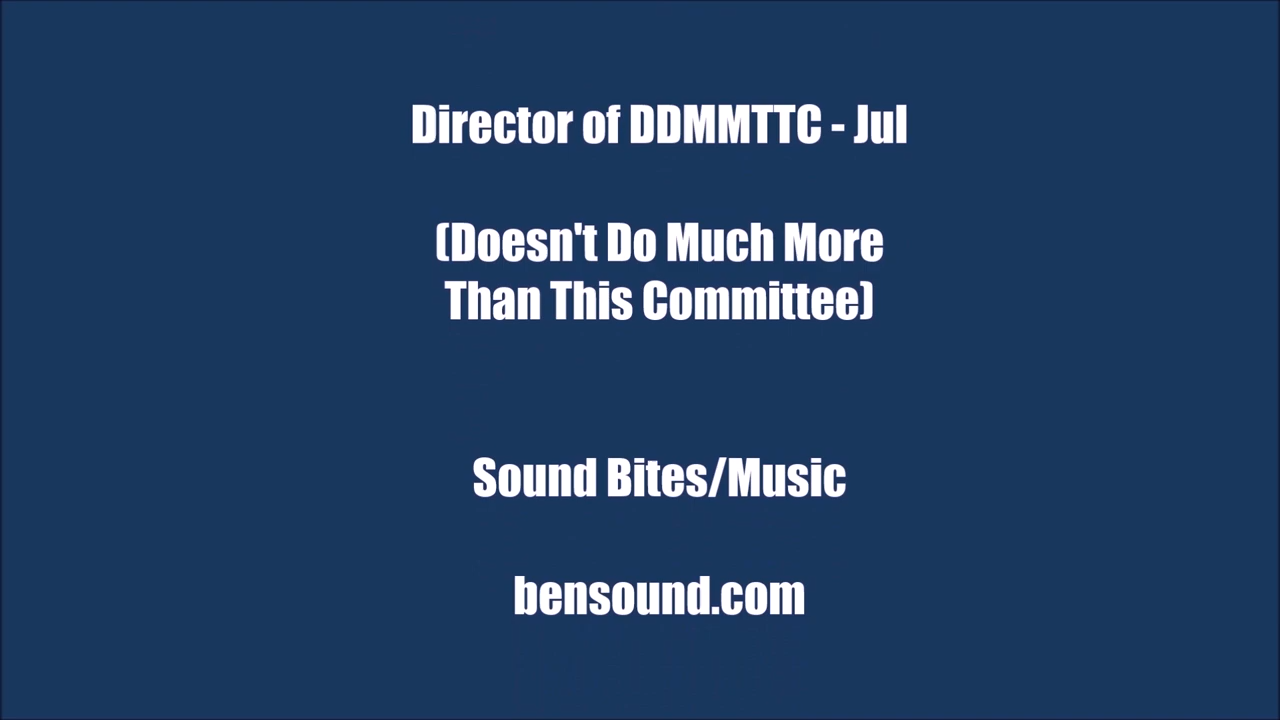 Director of DDMMTTC - Jul
(Doesn't Do Much More
Than This Committee)
Sound Bites/Music
bensound.com